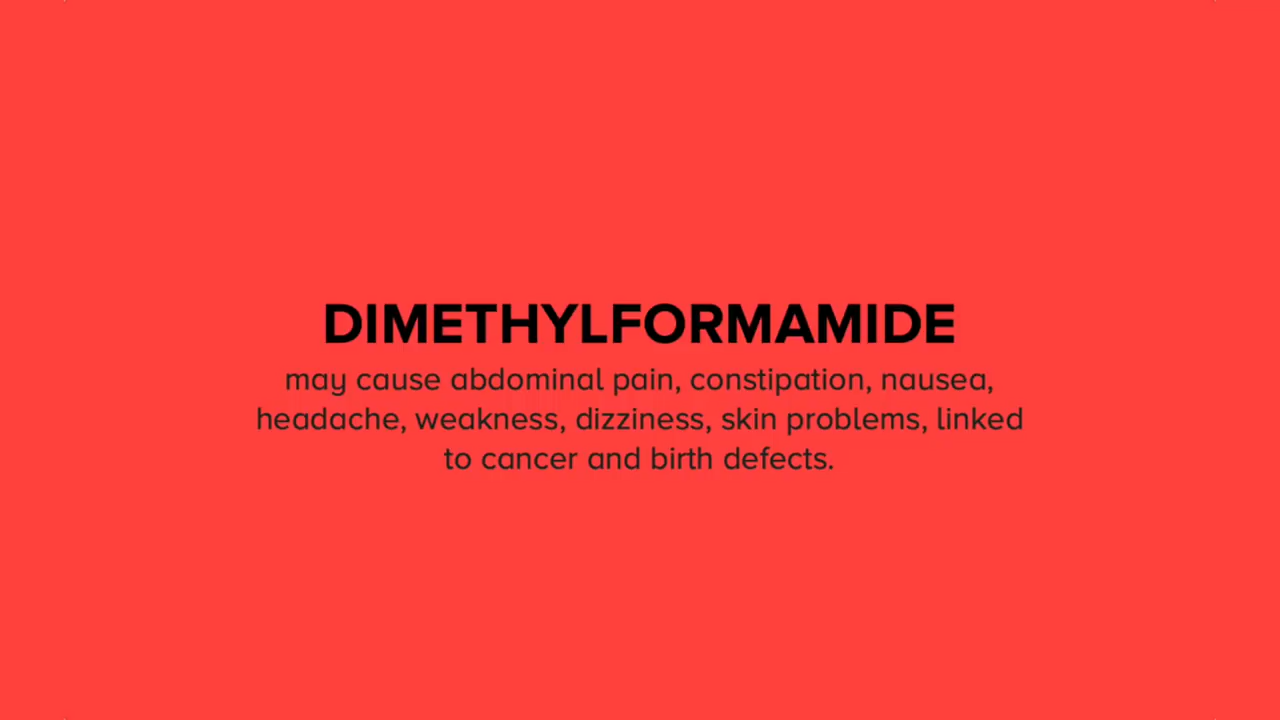 DIMETHYLFORMAMIDE
may cause abdominal pain, constipation, nausea,
headache, weakness, dizziness, skin problems, linked
to cancer and birth defects.